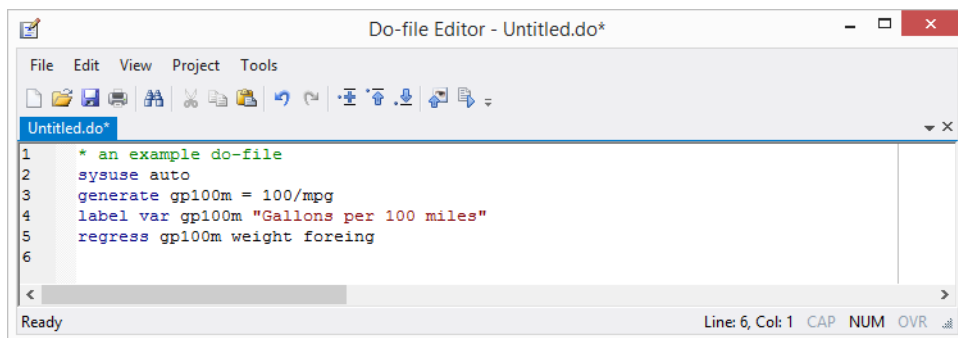 Do-file Editor - Untitled.do*
File Edit View Project Tools
Untitled.do*
1 * an example do-file
2 sysuse auto
3 generate gp100m = 100/mpg
4 label var gp100m "Gallons per 100 miles"
5 regress gp100m weight foreing
6
Ready Line: 6, Col: 1 CAP NUM OVR